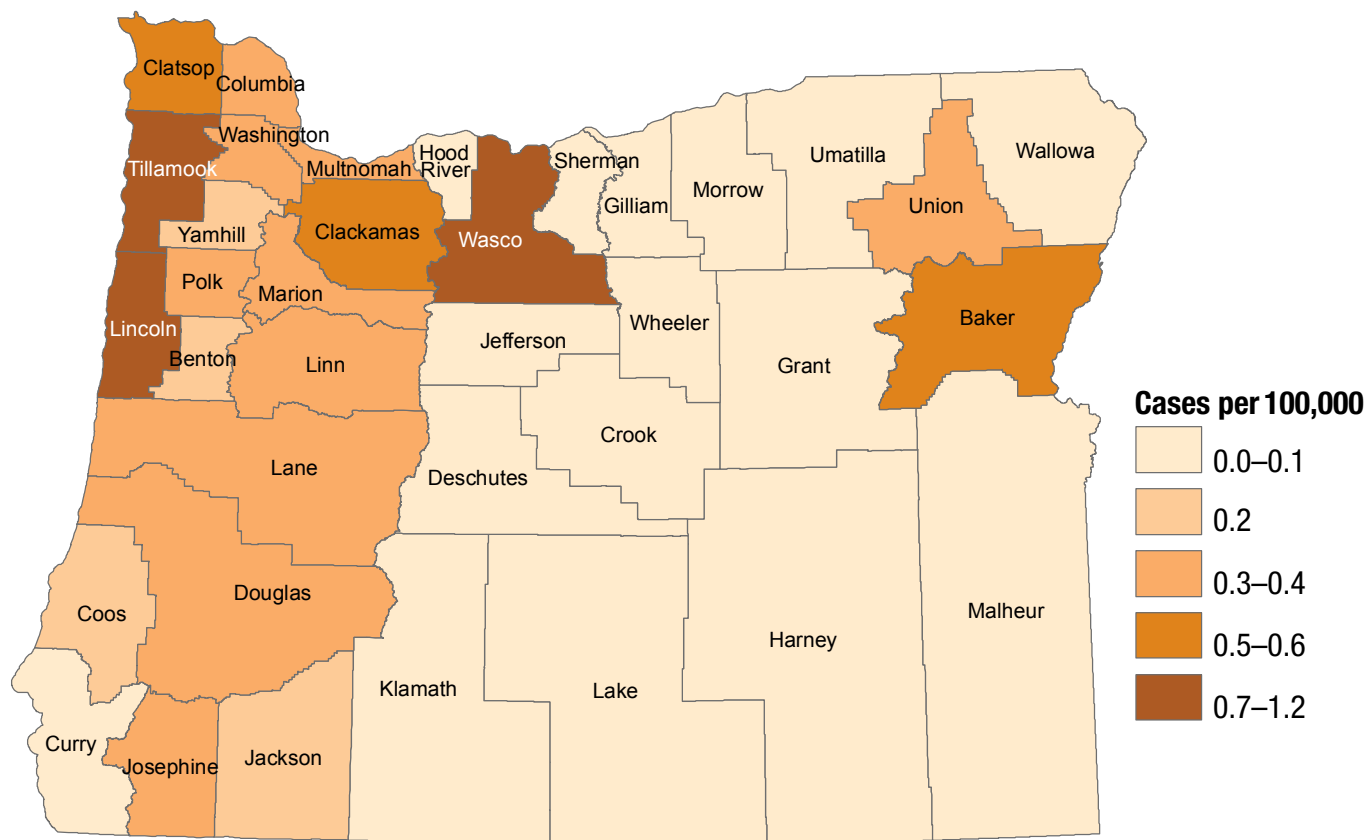 Clatsop
Columbia
Washington
Tillamook
Multnomah
Hood
River
Sherman
Umatilla
Wallowa
Morrow
Gilliam
Union
Yamhill
Clackamas
Wasco
Polk
Marion
Lincoln
Benton
Linn
Jefferson
Wheeler
Baker
Grant
Crook
Lane
Deschutes
Douglas
Coos
Malheur
Harney
Klamath
Lake
Curry
Josephine
Jackson
Cases per 100,000
0.0–0.1
0.2
0.3–0.4
0.5–0.6
0.7–1.2